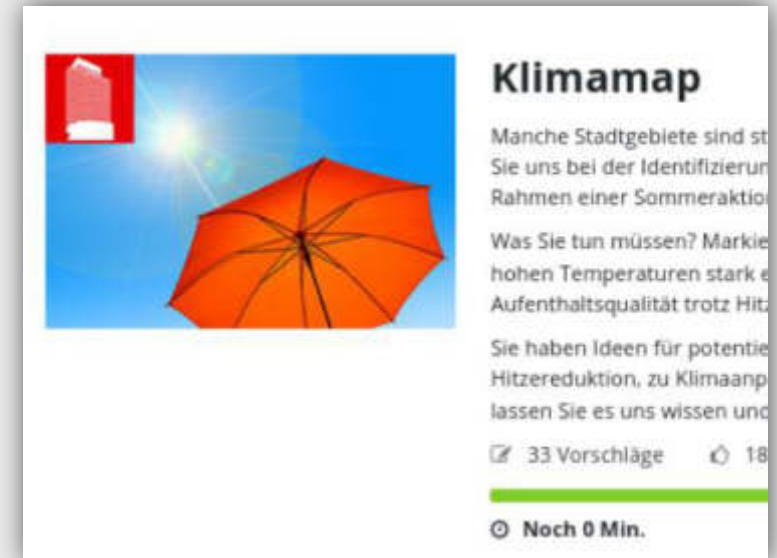 Klimamap
Manche Stadtgebiete sind st
Sie uns bei der Identifizierun
Rahmen einer Sommeraktio
Was Sie tun müssen? Markie
hohen Temperaturen stark e
Aufenthaltsqualität trotz Hitz
Sie haben Ideen für potentie
Hitzereduktion, zu Klimaanp
lassen Sie es uns wissen und
33 Vorschläge 18
Noch 0 Min.